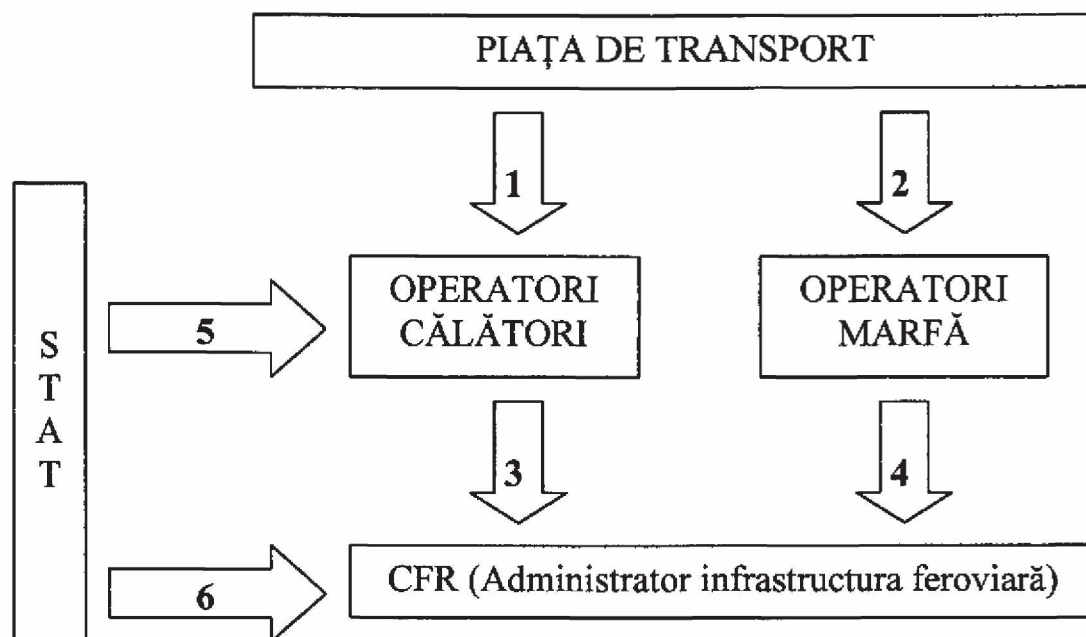 PIAȚA DE TRANSPORT
1
2
OPERATORI
CĂLĂTORI
OPERATORI
MARFĂ
5
S
T
A
T
3
4
CFR (Administrator infrastructura feroviară)
6